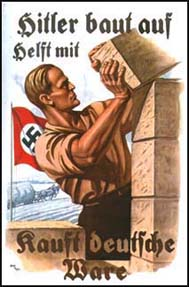 Hitler baut auf
Helft mit
Kauft deutsche
Ware